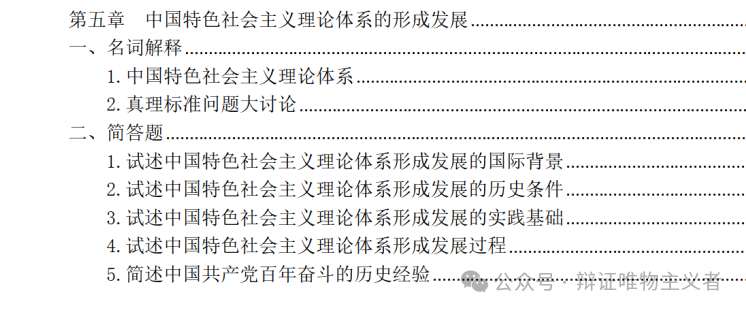 第五章　中国特色社会主义理论体系的形成发展
一、名词解释
1.中国特色社会主义理论体系
2.真理标准问题大讨论
二、简答题
1.试述中国特色社会主义理论体系形成发展的国际背景
2.试述中国特色社会主义理论体系形成发展的历史条件
3.试述中国特色社会主义理论体系形成发展的实践基础
4.试述中国特色社会主义理论体系形成发展过程
5.简述中国共产党百年奋斗的历史经验
公众号·辩证唯物主义者